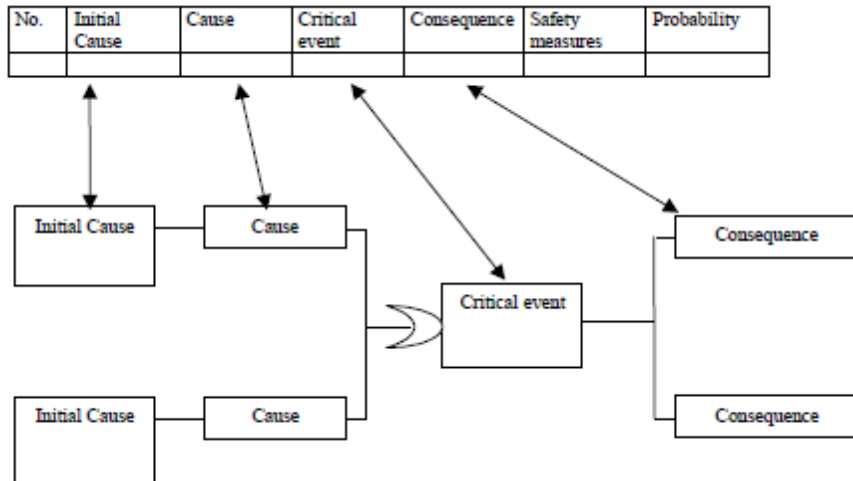 No.
Initial
Cause
Cause
Critical
event
Consequence
Safety
measures
Probability
Initial Cause
Cause
Consequence
Critical event
Initial Cause
Cause
Consequence